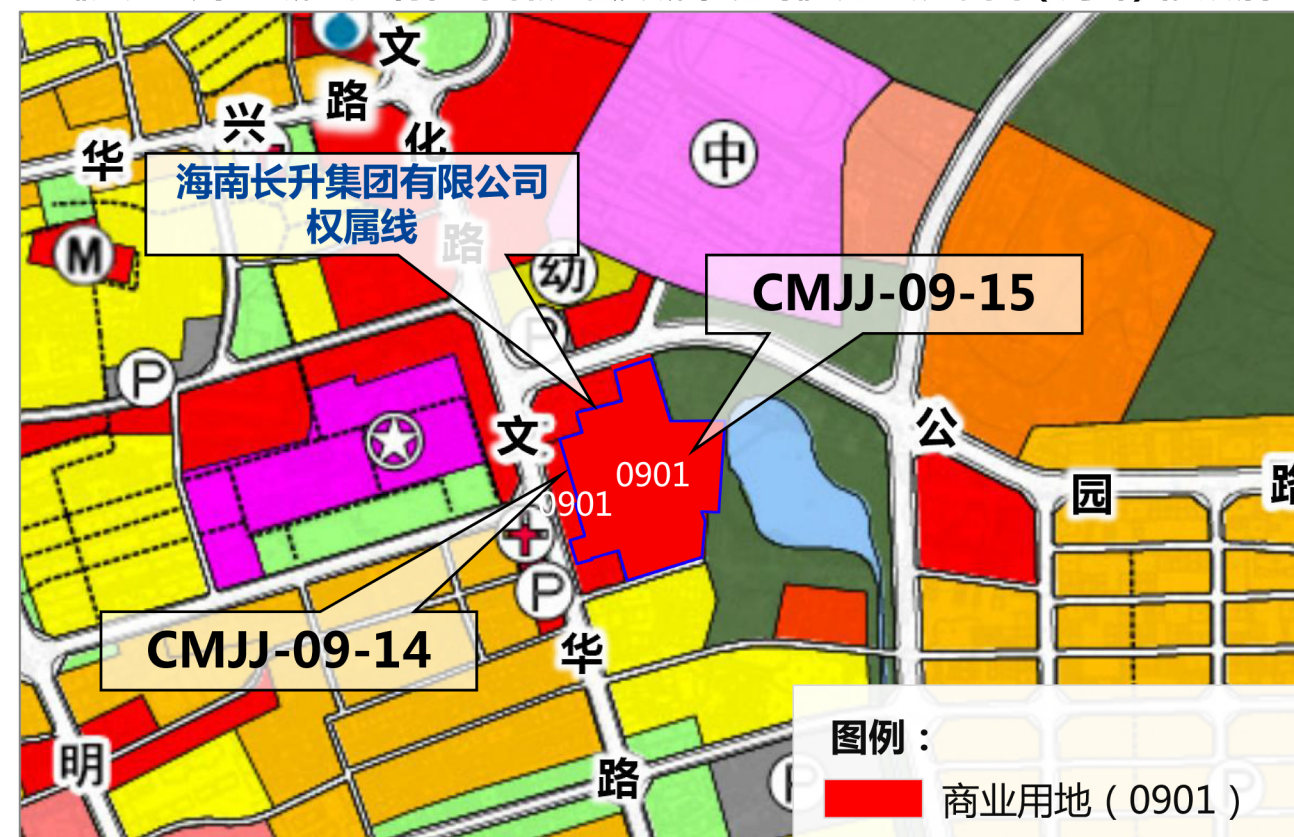 文
路
兴
化
华
中
海南长升集团有限公司
权属线
路
M
幼
CMJJ-09-15
P
P
文
公
0901
0901
园
路
P
CMJJ-09-14
华
图例：
明
路
商业用地（0901）
P